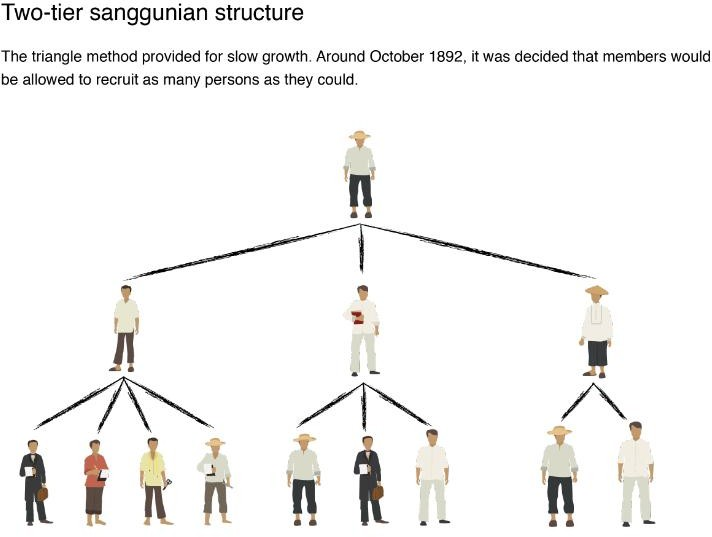 Two-tier sanggunian structure
The triangle method provided for slow growth. Around October 1892, it was decided that members would
be allowed to recruit as many persons as they could.